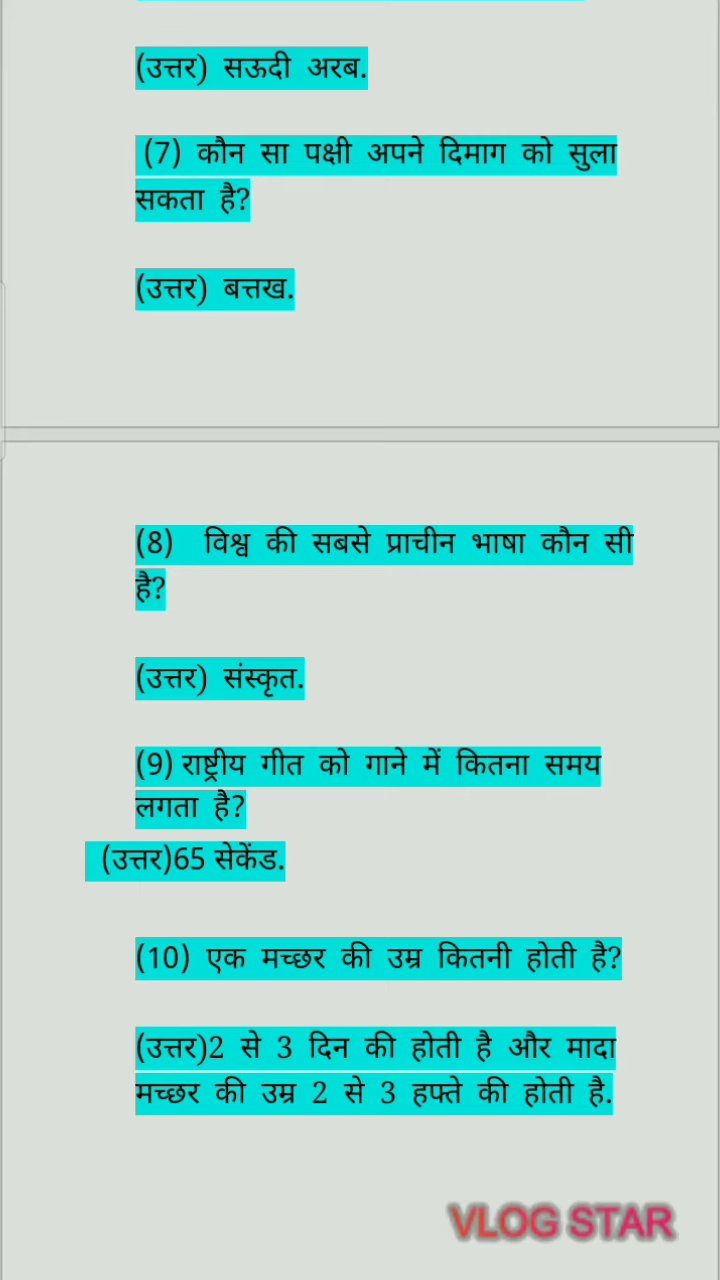 (उत्तर) सऊदी अरब.
(7) कौन सा पक्षी अपने दिमाग को सुला
सकता है?
(उत्तर) बत्तख.
(8) विश्व की सबसे प्राचीन भाषा कौन सी
है?
(उत्तर) संस्कृत.
(9) राष्ट्रीय गीत को गाने में कितना समय
लगता है?
(उत्तर)65 सेकेंड.
(10) एक मच्छर की उम्र कितनी होती है?
(उत्तर)2 से 3 दिन की होती है और मादा
मच्छर की उम्र 2 से 3 हफ्ते की होती है.
VLOG STAR